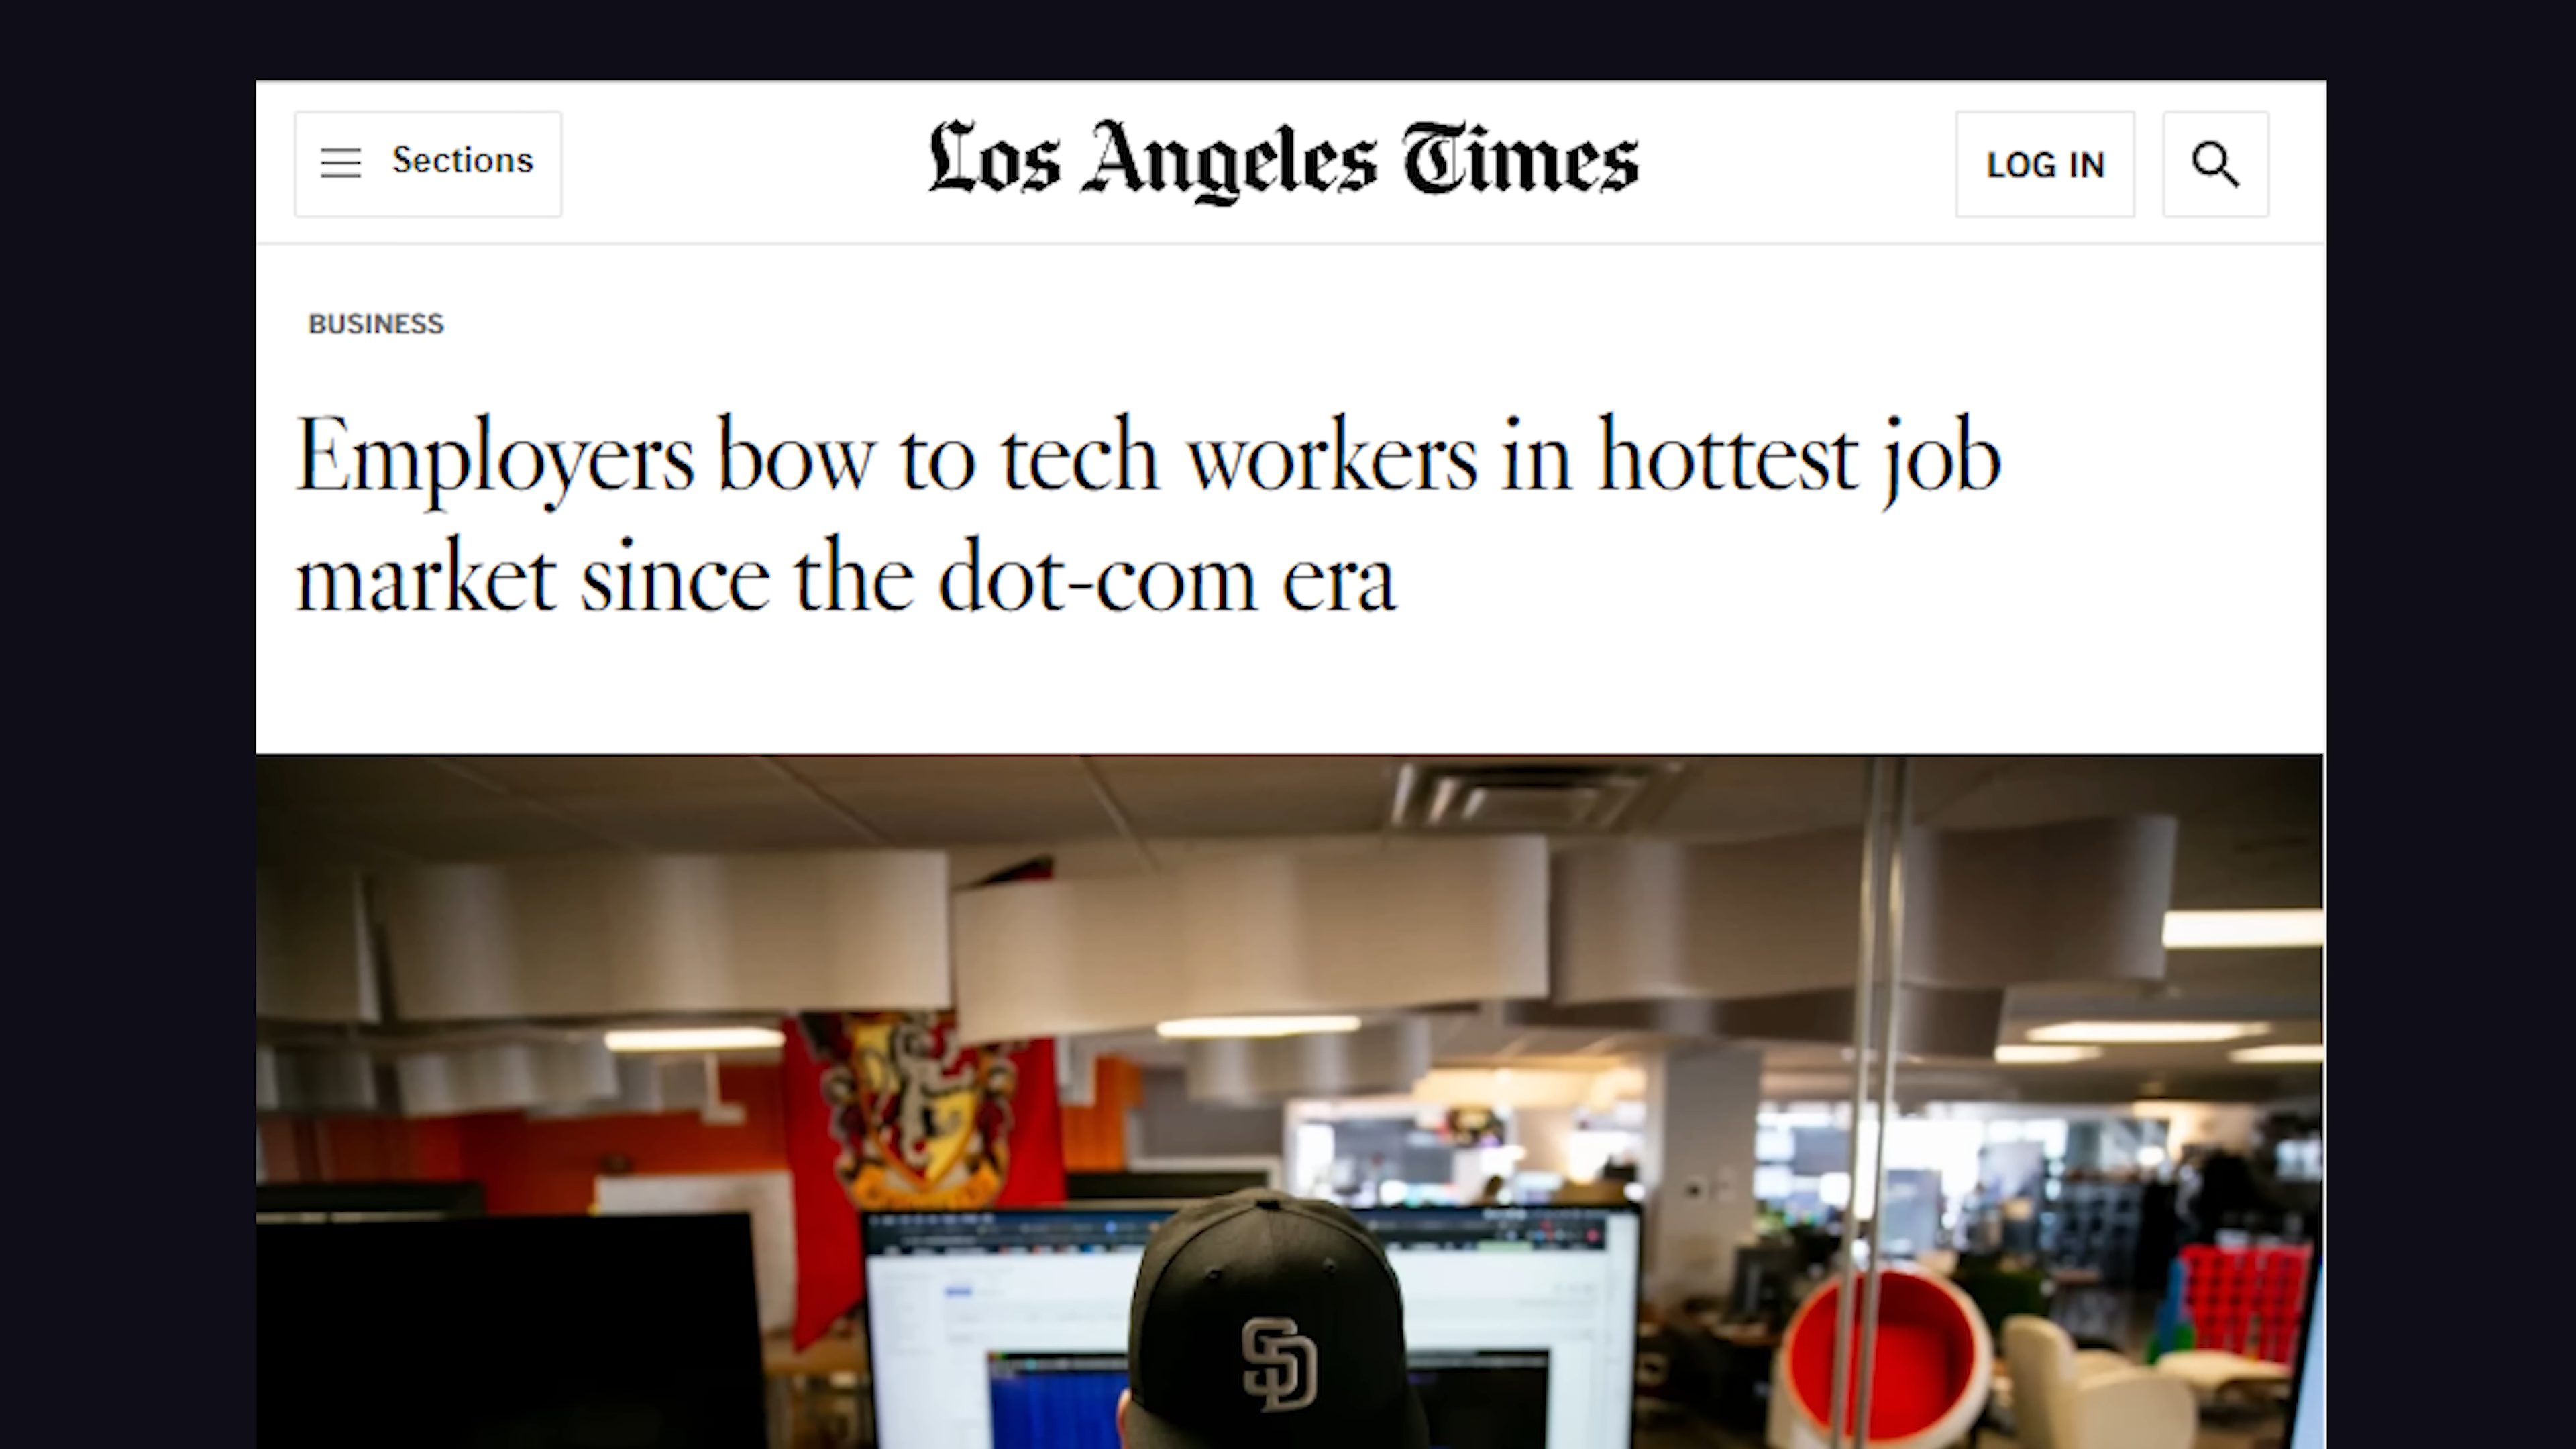 Sections
Los Angeles Times
LOG IN
BUSINESS
Employers bow to tech workers in hottest job
market since the dot-com era
SD